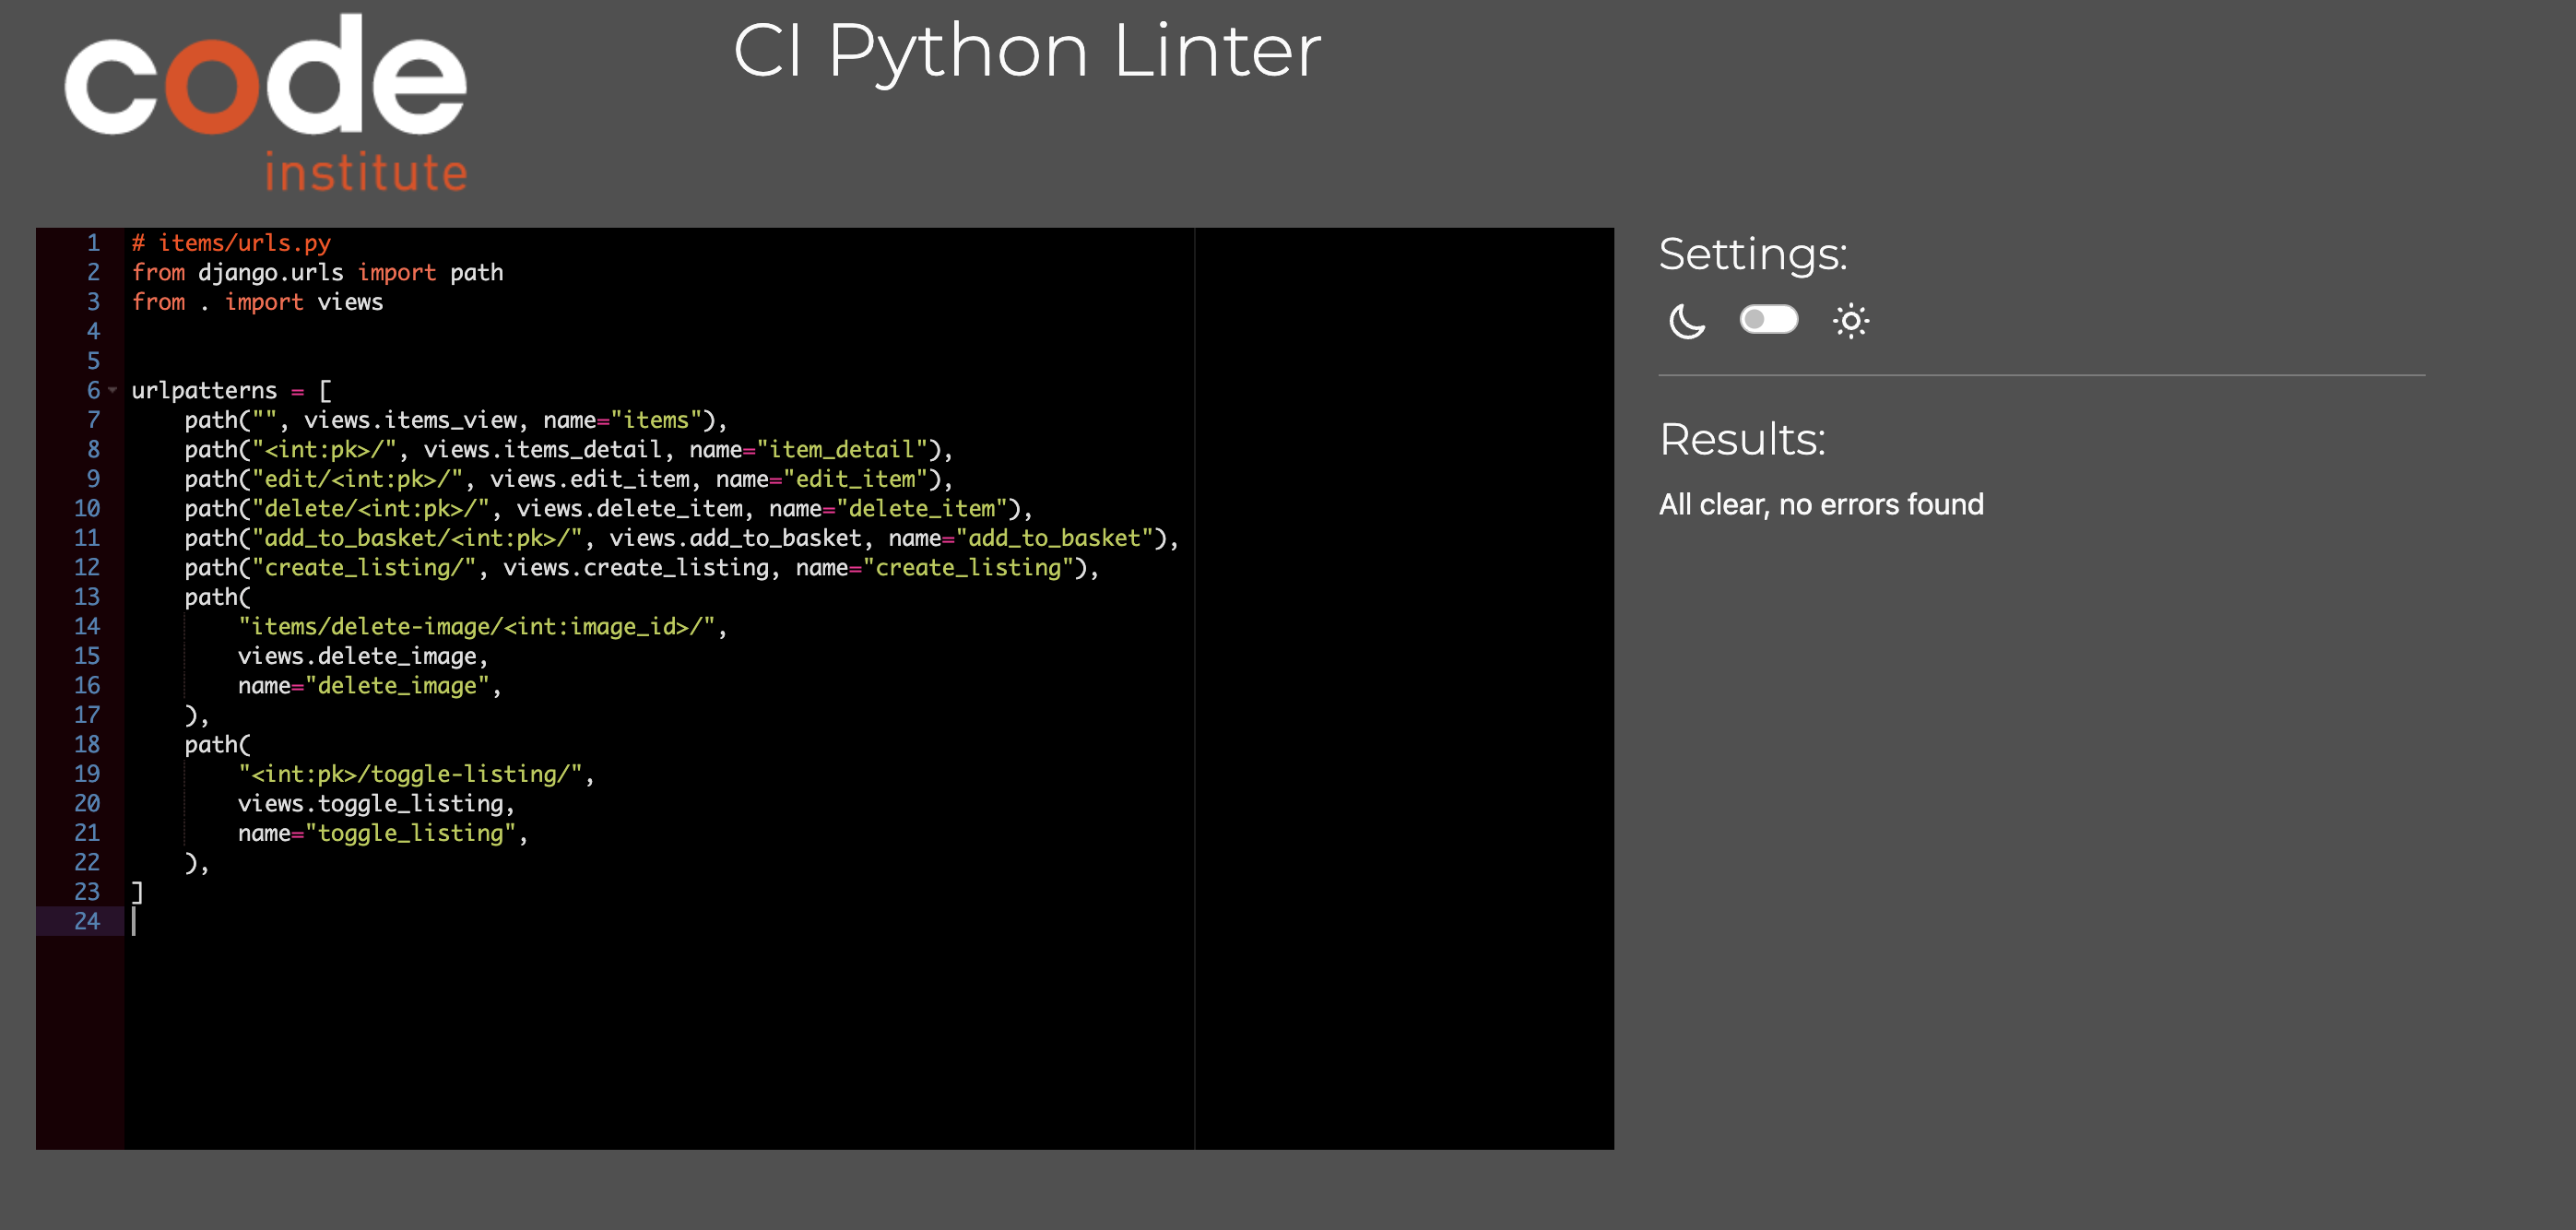 code
institute
CI Python Linter
1 # items/urls.py
2 from django.urls import path
3 from . import views
4
5
6 urlpatterns = [
7     path("", views.items_view, name="items"),
8     path("<int:pk>/", views.items_detail, name="item_detail"),
9     path("edit/<int:pk>/", views.edit_item, name="edit_item"),
10     path("delete/<int:pk>/", views.delete_item, name="delete_item"),
11     path("add_to_basket/<int:pk>/", views.add_to_basket, name="add_to_basket"),
12     path("create_listing/", views.create_listing, name="create_listing"),
13     path(
14         "items/delete-image/<int:image_id>/",
15         views.delete_image,
16         name="delete_image",
17     ),
18     path(
19         "<int:pk>/toggle-listing/",
20         views.toggle_listing,
21         name="toggle_listing",
22     ),
23 ]
24
Settings:
Results:
All clear, no errors found